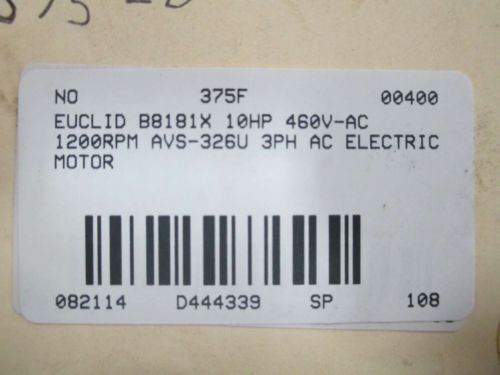 NO 375F 00400
EUCLID B8181X 10HP 460V-AC
1200RPM AVS-326U 3PH AC ELECTRIC
MOTOR
082114 D444339 SP 108